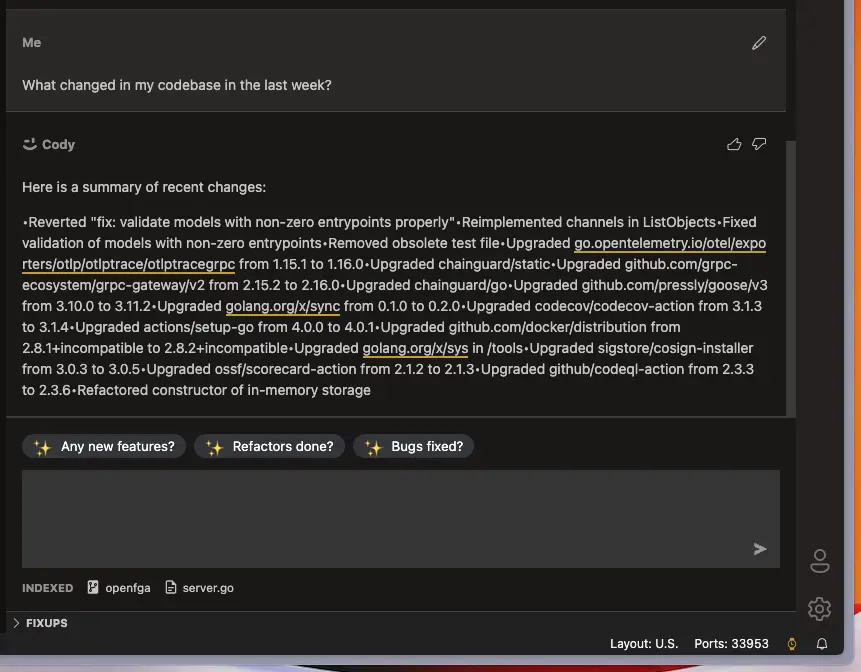 Me
What changed in my codebase in the last week?
Cody
Here is a summary of recent changes:
•Reverted "fix: validate models with non-zero entrypoints properly"•Reimplemented channels in ListObjects•Fixed
validation of models with non-zero entrypoints•Removed obsolete test file•Upgraded go.opentelemetry.io/otel/expo
rters/otlp/otlptrace/otlptracegrpc from 1.15.1 to 1.16.0•Upgraded chainguard/static•Upgraded github.com/grpc-
ecosystem/grpc-gateway/v2 from 2.15.2 to 2.16.0•Upgraded chainguard/go•Upgraded github.com/pressly/goose/v3
from 3.10.0 to 3.11.2•Upgraded golang.org/x/sync from 0.1.0 to 0.2.0•Upgraded codecov/codecov-action from 3.1.3
to 3.1.4•Upgraded actions/setup-go from 4.0.0 to 4.0.1•Upgraded github.com/docker/distribution from
2.8.1+incompatible to 2.8.2+incompatible•Upgraded golang.org/x/sys in /tools•Upgraded sigstore/cosign-installer
from 3.0.3 to 3.0.5•Upgraded ossf/scorecard-action from 2.1.2 to 2.1.3•Upgraded github/codeql-action from 2.3.3
to 2.3.6•Refactored constructor of in-memory storage
Any new features? Refactors done? Bugs fixed?
INDEXED openfga server.go
FIXUPS
Layout: U.S. Ports: 33953